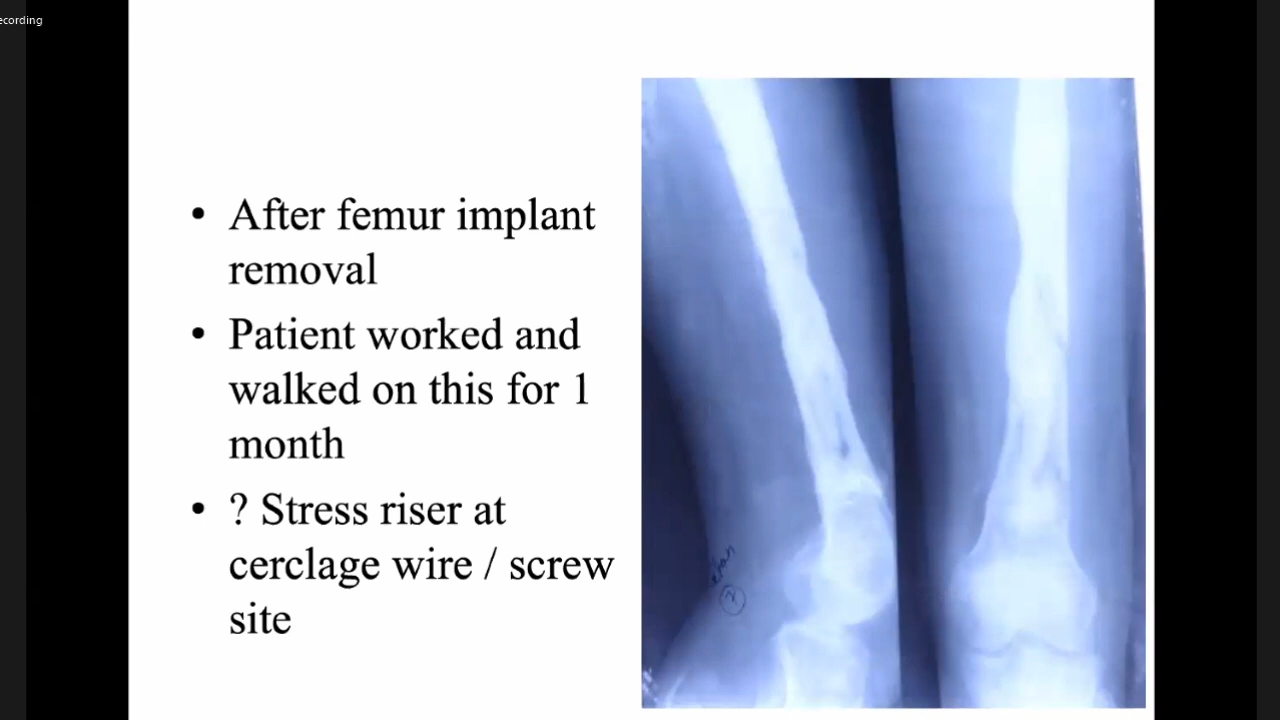 ecording
• After femur implant
removal
• Patient worked and
walked on this for 1
month
• ? Stress riser at
cerclage wire / screw
site